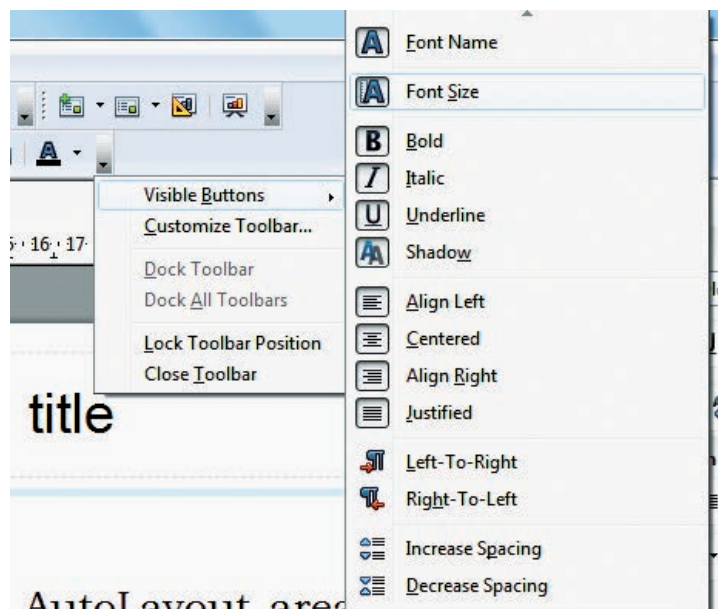 Visible Buttons
Customize Toolbar...
Dock Toolbar
Dock All Toolbars
Lock Toolbar Position
Close Toolbar
Font Name
Font Size
Bold
Italic
Underline
Shadow
Align Left
Centered
Align Right
Justified
Left-To-Right
Right-To-Left
Increase Spacing
Decrease Spacing
16 17
title
AutoLayout area